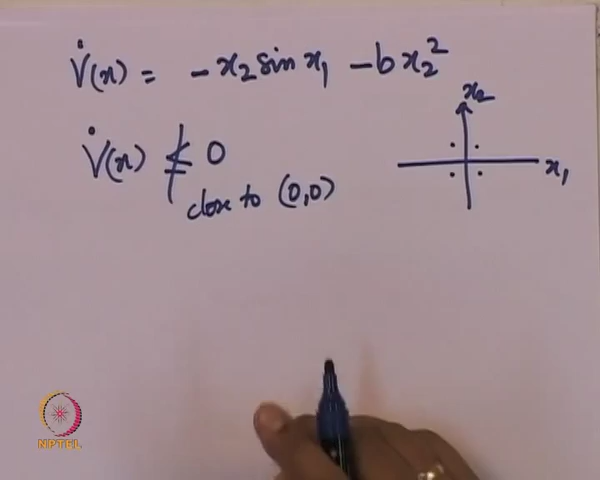 V̇(x) = - x₂ sin x₁ - b x₂²
V̇(x) ≰ 0
close to (0,0)
x₂
x₁
NPTEL